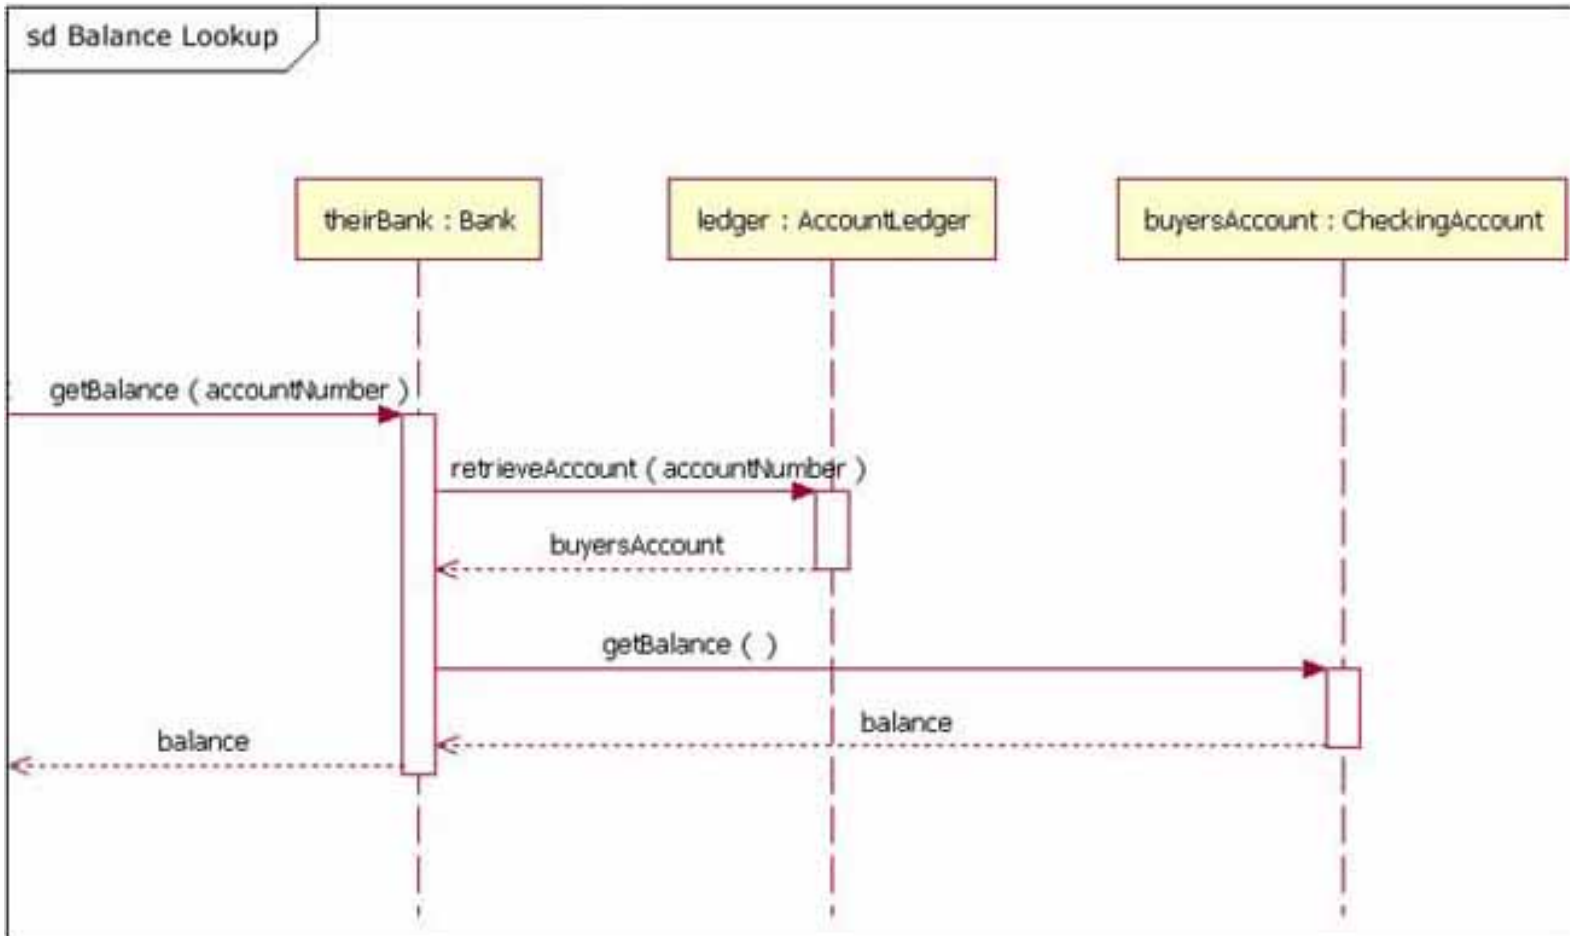 sd Balance Lookup
theirBank : Bank
ledger : AccountLedger
buyersAccount : CheckingAccount
getBalance ( accountNumber )
retrieveAccount ( accountNumber )
buyersAccount
getBalance ( )
balance
balance